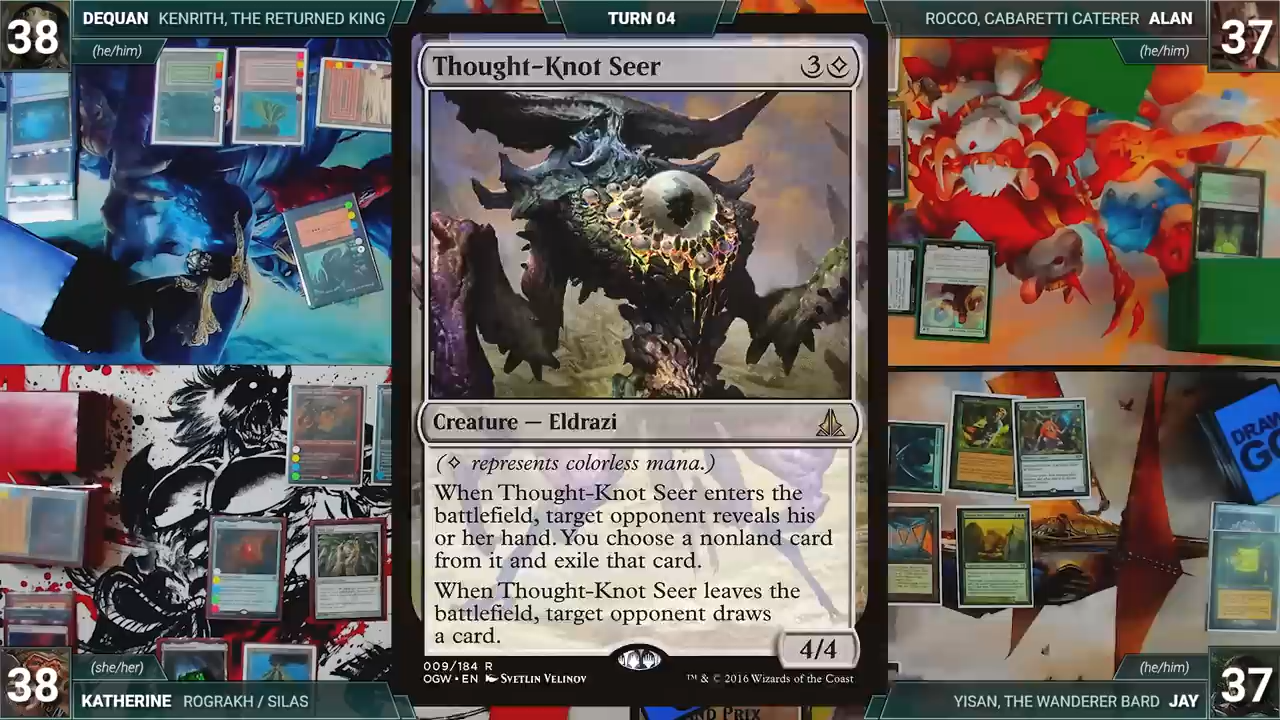 38
DEQUAN KENRITH, THE RETURNED KING
(he/him)
TURN 04
ROCCO, CABARETTI CATERER ALAN
(he/him)
37
Thought-Knot Seer 3
Creature — Eldrazi
( represents colorless mana.)
When Thought-Knot Seer enters the
battlefield, target opponent reveals his
or her hand. You choose a nonland card
from it and exile that card.
When Thought-Knot Seer leaves the
battlefield, target opponent draws
a card.
4/4
009/184 R
OGW • EN Svetlin Velinov
™ & © 2016 Wizards of the Coast
DRAW
GO
38
(she/her)
KATHERINE ROGRAKH / SILAS
(he/him)
YISAN, THE WANDERER BARD JAY
37